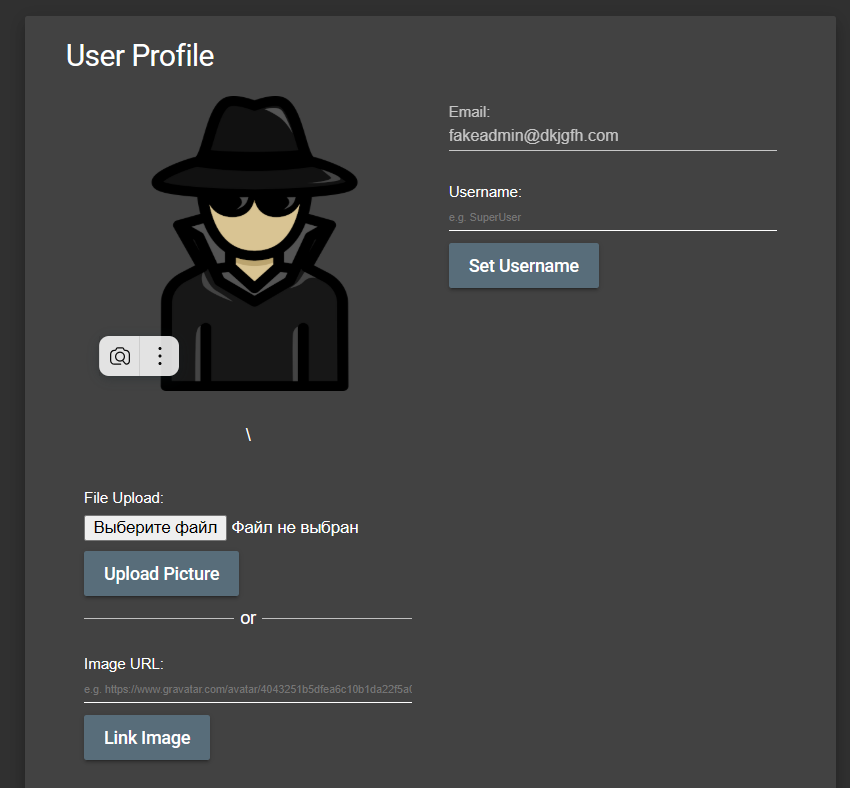 User Profile
Email:
fakeadmin@dkjgfh.com
Username:
e.g. SuperUser
Set Username
\
File Upload:
Выберите файл Файл не выбран
Upload Picture
or
Image URL:
e.g. https://www.gravatar.com/avatar/4043251b5dfea6c10b1da22f5a0
Link Image